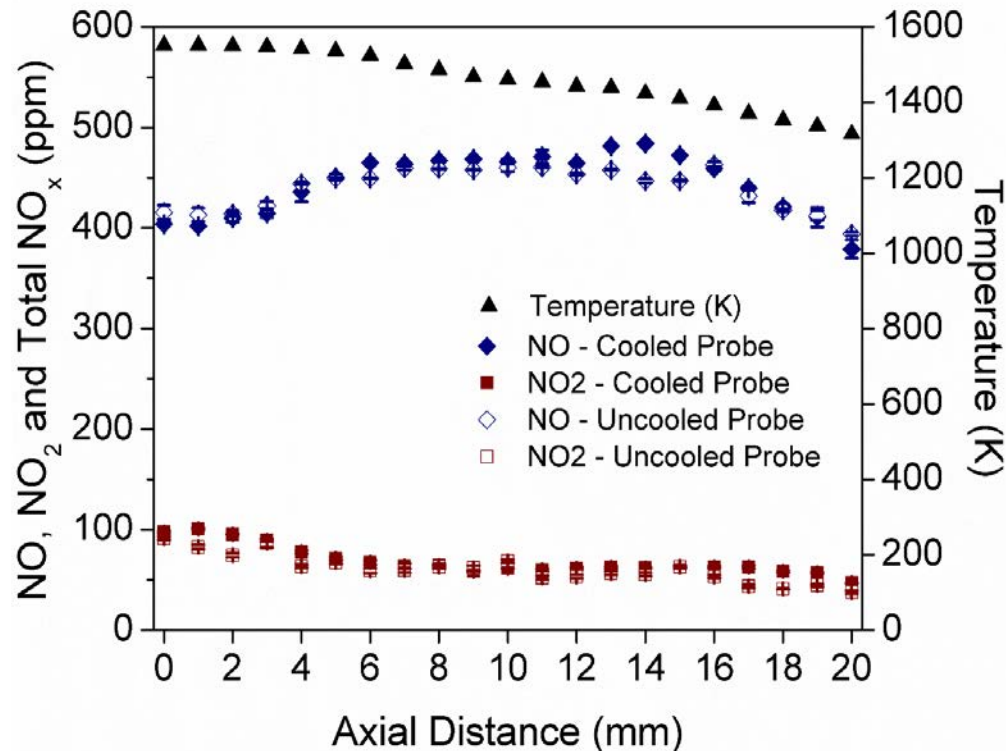 NO, NO2 and Total NOx (ppm)
600
500
400
300
200
100
0
1600
1400
1200
1000
800
600
400
200
0
Temperature (K)
Temperature (K)
NO - Cooled Probe
NO2 - Cooled Probe
NO - Uncooled Probe
NO2 - Uncooled Probe
0 2 4 6 8 10 12 14 16 18 20
Axial Distance (mm)